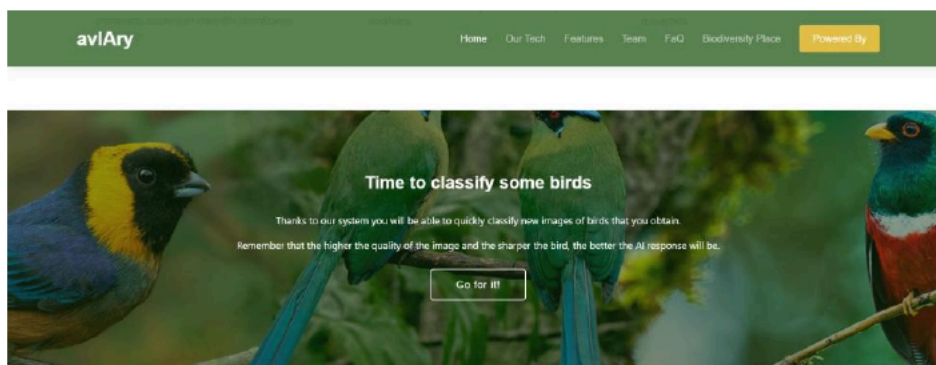 avIAry
Home Our Tech Features Team FaQ Biodiversity Place Powered By
Time to classify some birds
Thanks to our system you will be able to quickly classify new images of birds that you obtain.
Remember that the higher the quality of the image and the sharper the bird, the better the AI response will be.
Go for it!